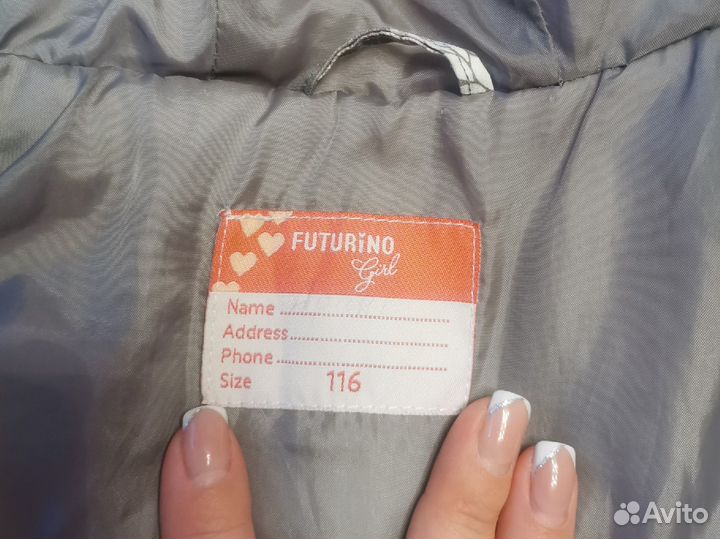 FUTURiNO
Girl
Name ..........................................
Address........................................
Phone ..........................................
Size 116
Avito